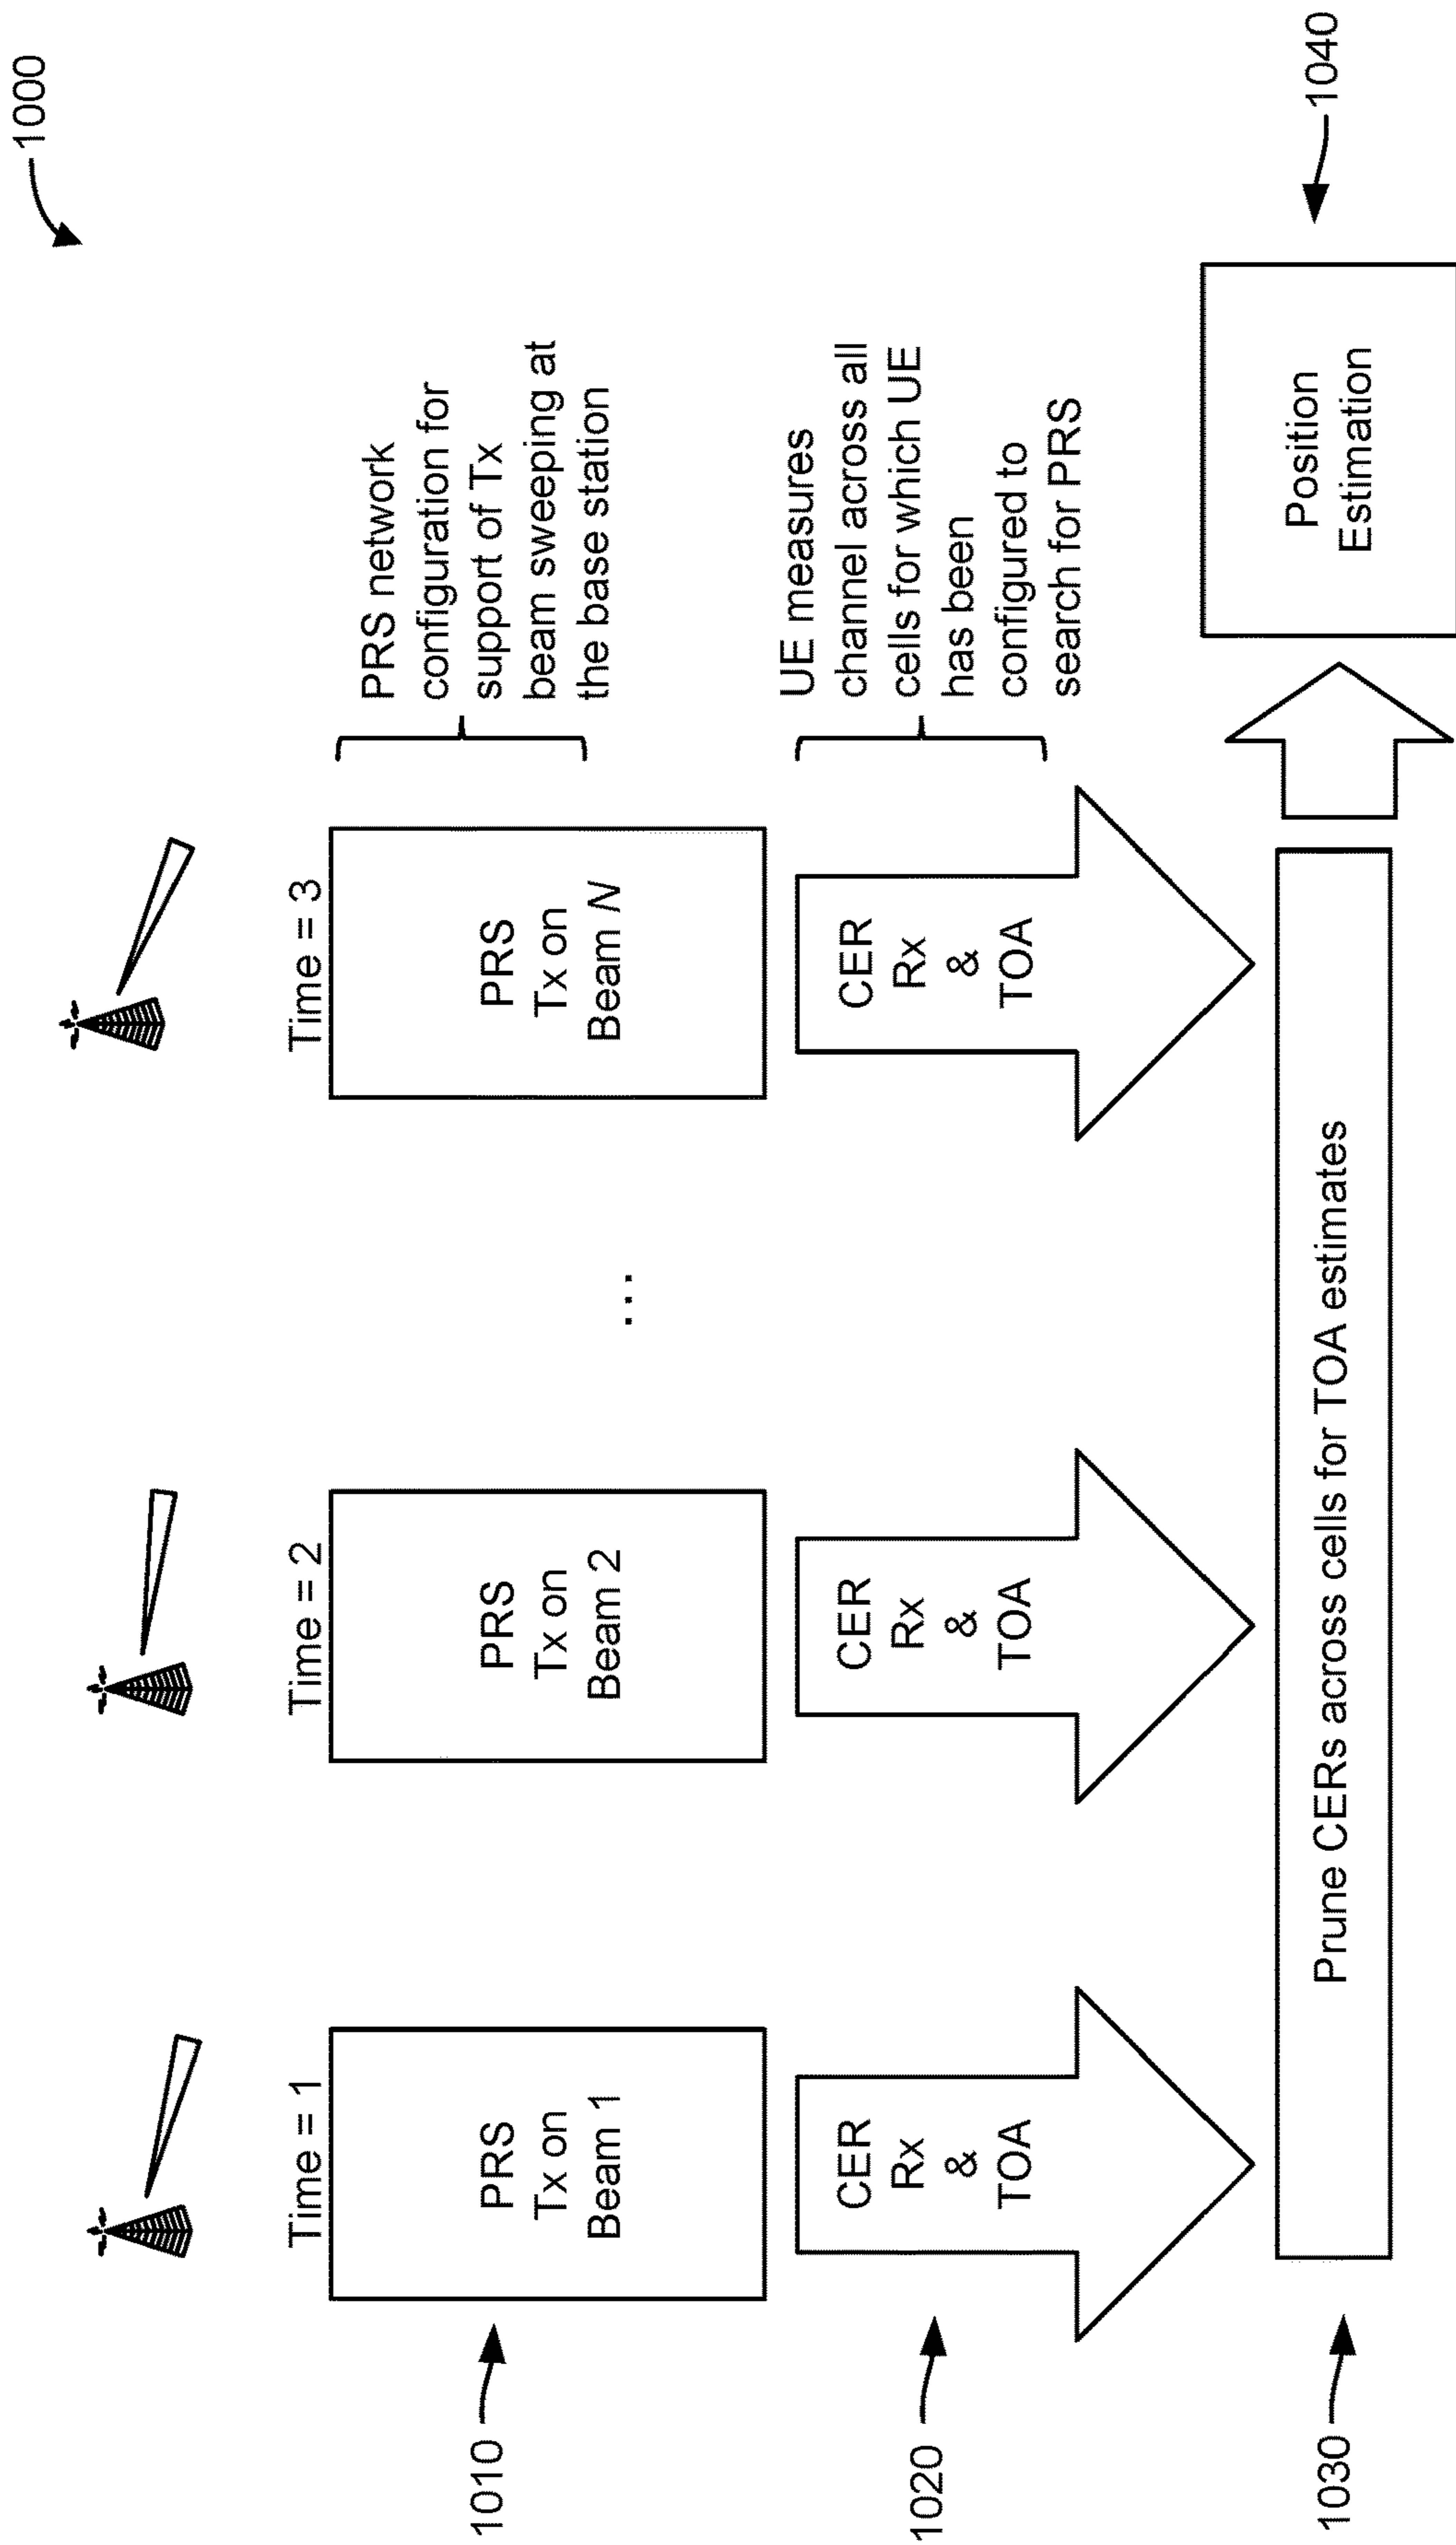 1000
Time = 1
Time = 2
Time = 3
1010
PRS
Tx on
Beam 1
PRS
Tx on
Beam 2
...
PRS
Tx on
Beam N
PRS network
configuration for
support of Tx
beam sweeping at
the base station
1020
CER
Rx
&
TOA
CER
Rx
&
TOA
CER
Rx
&
TOA
UE measures
channel across all
cells for which UE
has been
configured to
search for PRS
1030
Prune CERs across cells for TOA estimates
Position
Estimation
1040